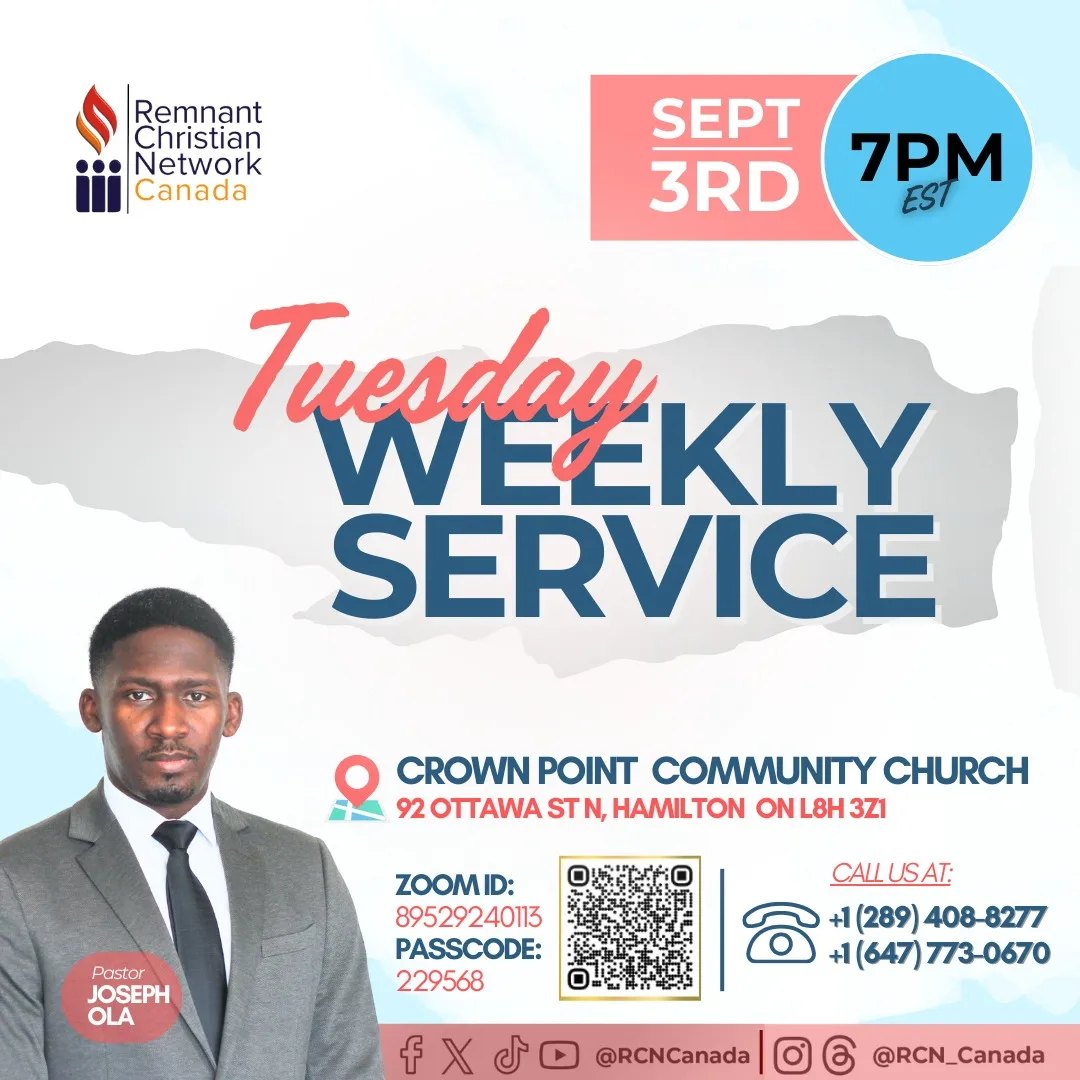 Remnant
Christian
Network
Canada
SEPT
3RD
7PM
EST
Tuesday
WEEKLY
SERVICE
CROWN POINT COMMUNITY CHURCH
92 OTTAWA ST N, HAMILTON ON L8H 3Z1
ZOOM ID:
89529240113
PASSCODE:
229568
CALL US AT:
+1 (289) 408-8277
+1 (647) 773-0670
Pastor
JOSEPH
OLA
@RCNCanada
@RCN_Canada